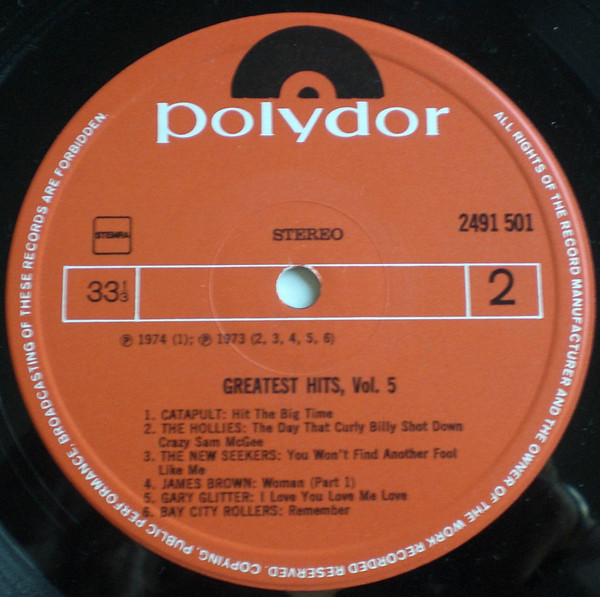 polydor
ALL RIGHTS OF THE RECORD MANUFACTURER AND THE OWNER OF THE WORK RECORDED RESERVED. COPYING, PUBLIC PERFORMANCE, BROADCASTING OF THESE RECORDS ARE FORBIDDEN.
STEMRA
STEREO
2491 501
33 1/3
2
℗ 1974 (1); ℗ 1973 (2, 3, 4, 5, 6)
GREATEST HITS, Vol. 5
1. CATAPULT: Hit The Big Time
2. THE HOLLIES: The Day That Curly Billy Shot Down
Crazy Sam McGee
3. THE NEW SEEKERS: You Won't Find Another Fool
Like Me
4. JAMES BROWN: Woman (Part 1)
5. GARY GLITTER: I Love You Love Me Love
6. BAY CITY ROLLERS: Remember